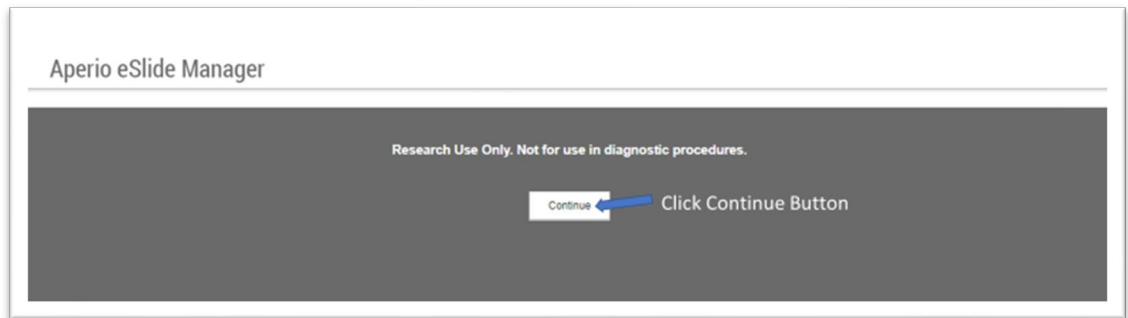 Aperio eSlide Manager
Research Use Only. Not for use in diagnostic procedures.
Continue
Click Continue Button